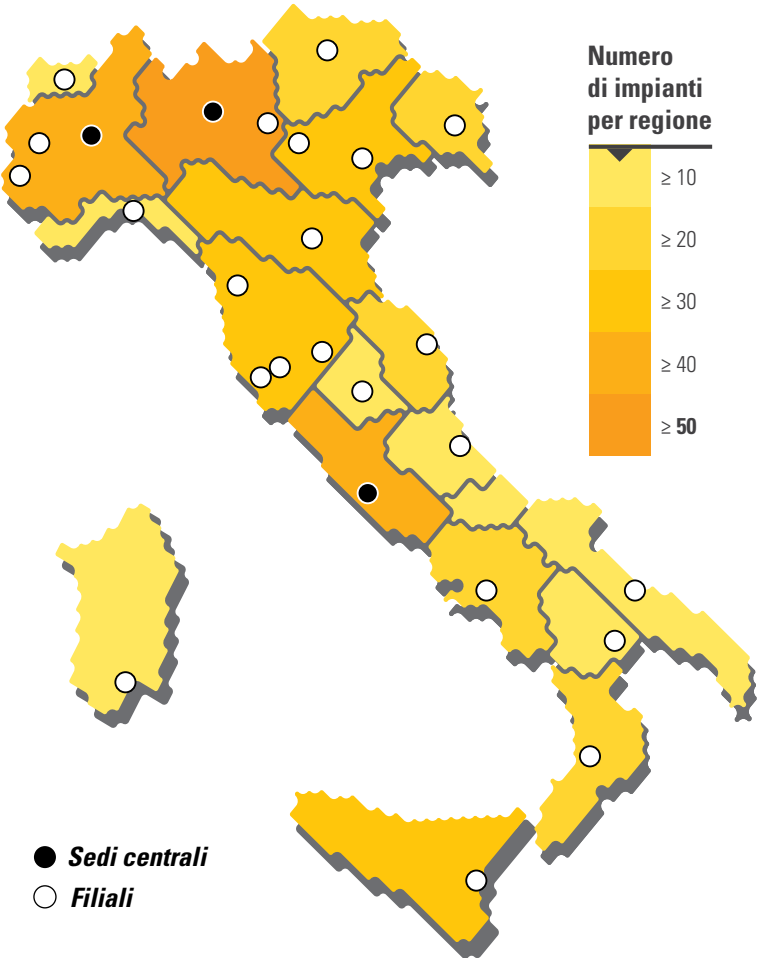 Numero
di impianti
per regione
≥ 10
≥ 20
≥ 30
≥ 40
≥ 50
Sedi centrali
Filiali